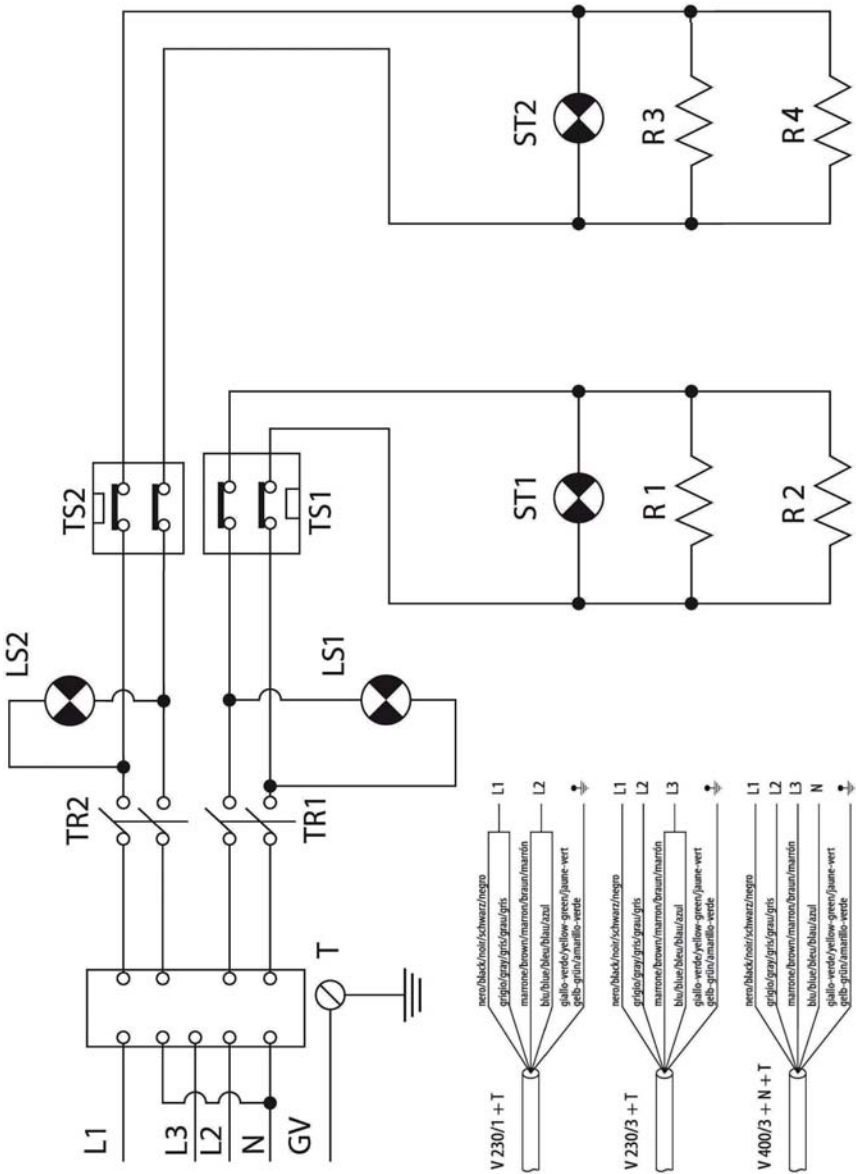 L1
L3
L2
N
GV
T
TR2
TR1
LS2
LS1
TS2
TS1
ST2
R 3
R 4
ST1
R 1
R 2
V 230/1 + T
nero/black/noir/schwarz/negro
grigio/gray/gris/grau/gris
marrone/brown/marron/braun/marrón
blu/blue/bleu/blau/azul
giallo-verde/yellow-green/jaune-vert
gelb-grün/amarillo-verde
L1
L2
V 230/3 + T
nero/black/noir/schwarz/negro
grigio/gray/gris/grau/gris
marrone/brown/marron/braun/marrón
blu/blue/bleu/blau/azul
giallo-verde/yellow-green/jaune-vert
gelb-grün/amarillo-verde
L1
L2
L3
V 400/3 + N + T
nero/black/noir/schwarz/negro
grigio/gray/gris/grau/gris
marrone/brown/marron/braun/marrón
blu/blue/bleu/blau/azul
giallo-verde/yellow-green/jaune-vert
gelb-grün/amarillo-verde
L1
L2
L3
N